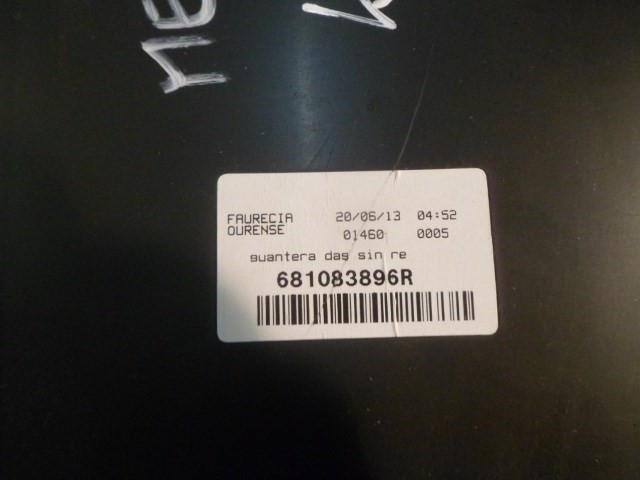 FAURECIA 20/06/13 04:52
OURENSE 01460 0005
guantera das sin re
681083896R